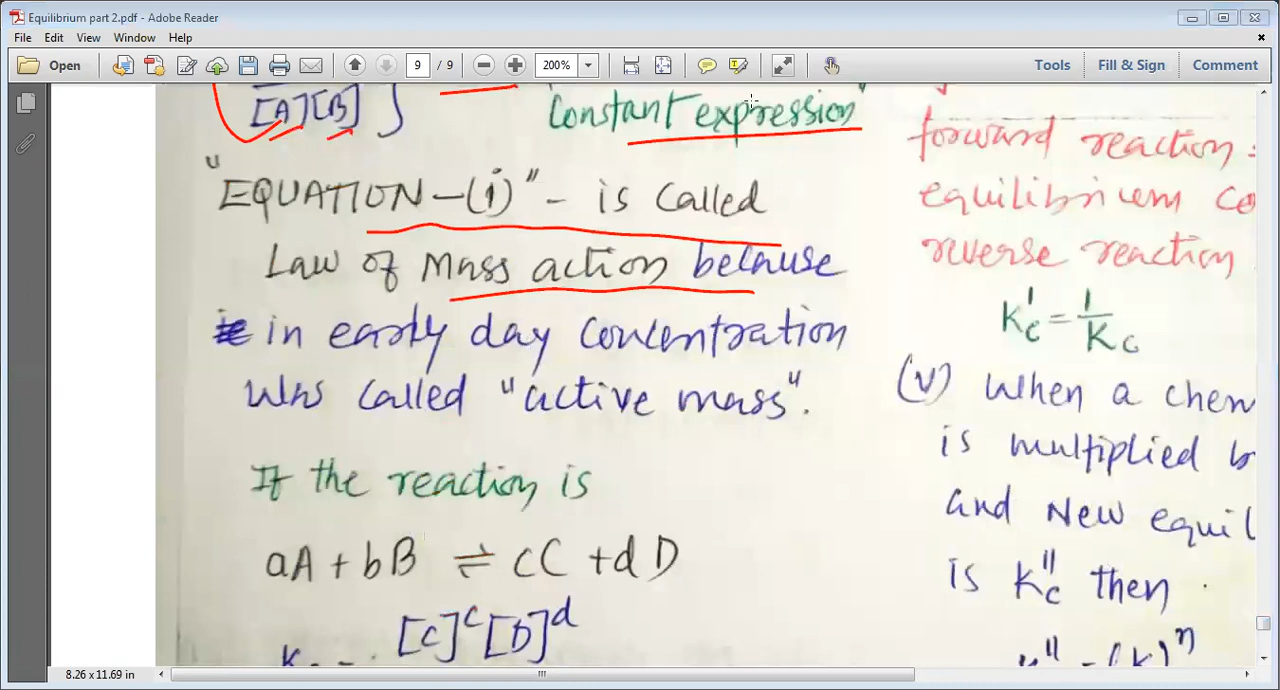 Equilibrium part 2.pdf - Adobe Reader
File Edit View Window Help
Open 9 / 9 200% Tools Fill & Sign Comment
[A][B]
Constant expression"
"EQUATION-(i)" - is called
Law of Mass action because
in early day concentration
was called "active mass".
If the reaction is
aA + bB ⇌ cC + dD
[C]^c [D]^d
forward reaction =
equilibrium co
reverse reaction
K'c = 1/Kc
(v) When a chem
is multiplied b
and New equil
is K"c then
8.26 x 11.69 in